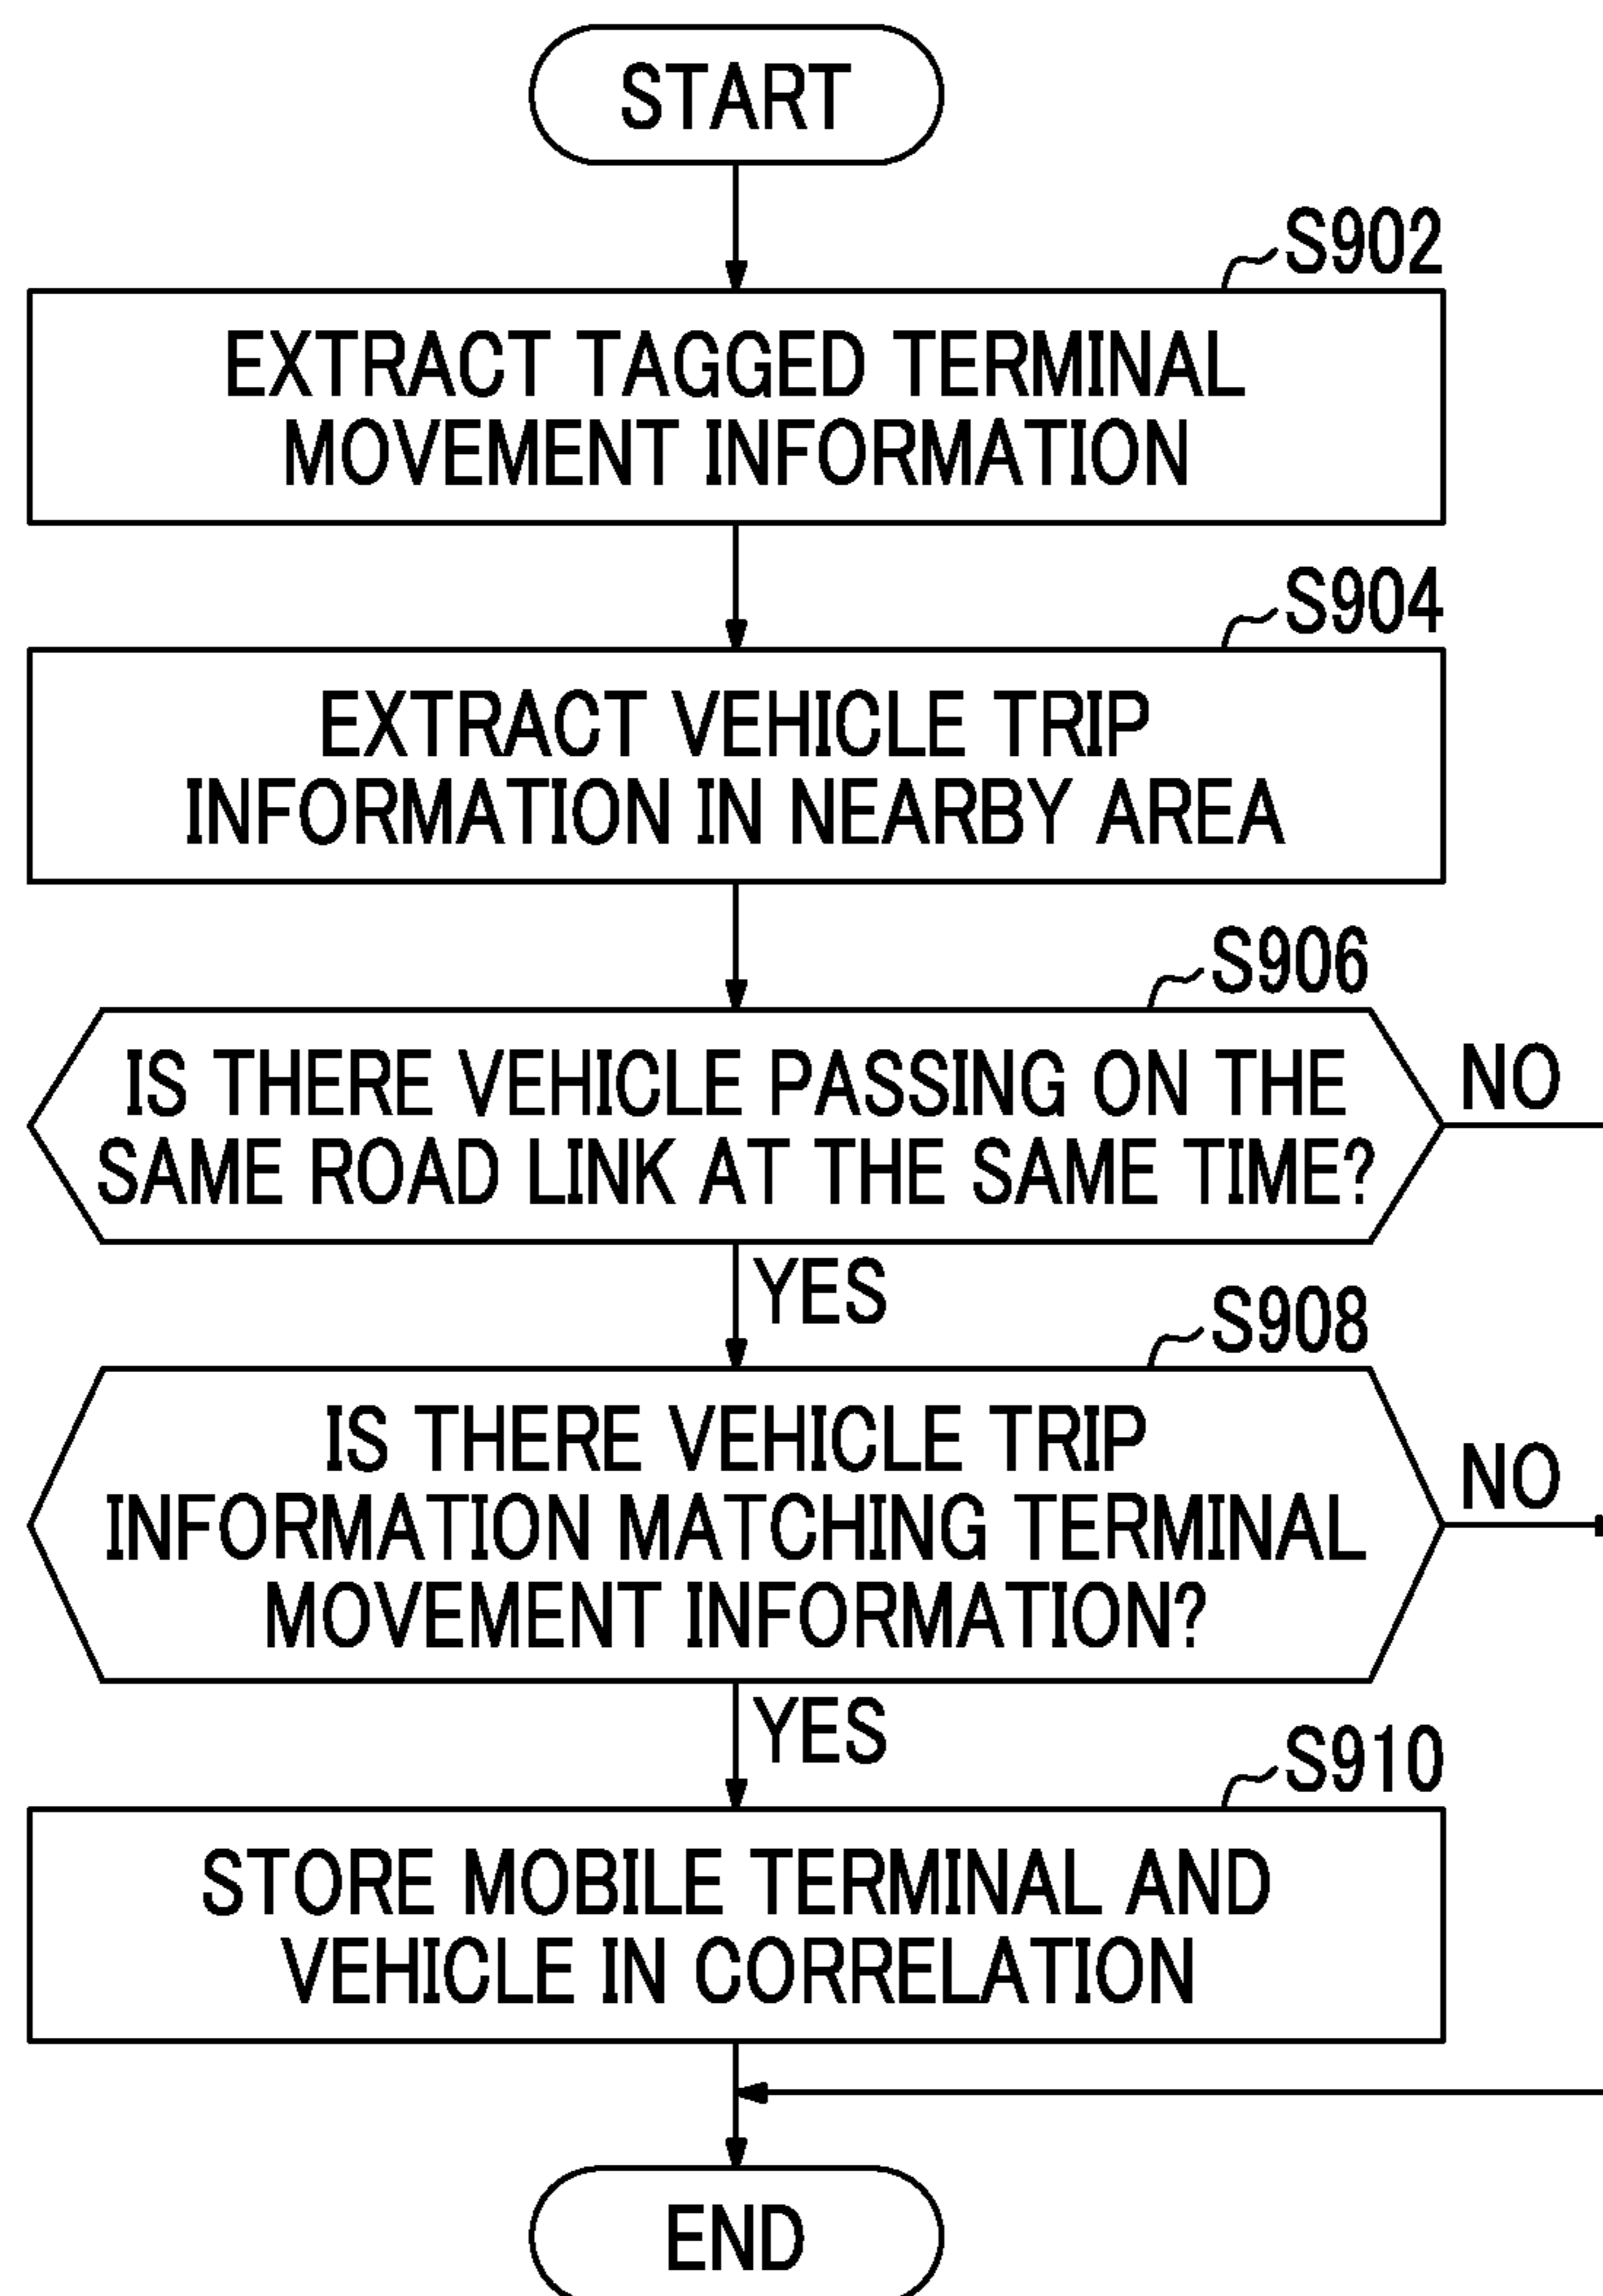 START
S902
EXTRACT TAGGED TERMINAL
MOVEMENT INFORMATION
S904
EXTRACT VEHICLE TRIP
INFORMATION IN NEARBY AREA
S906
IS THERE VEHICLE PASSING ON THE
SAME ROAD LINK AT THE SAME TIME?
NO
YES
S908
IS THERE VEHICLE TRIP
INFORMATION MATCHING TERMINAL
MOVEMENT INFORMATION?
NO
YES
S910
STORE MOBILE TERMINAL AND
VEHICLE IN CORRELATION
END